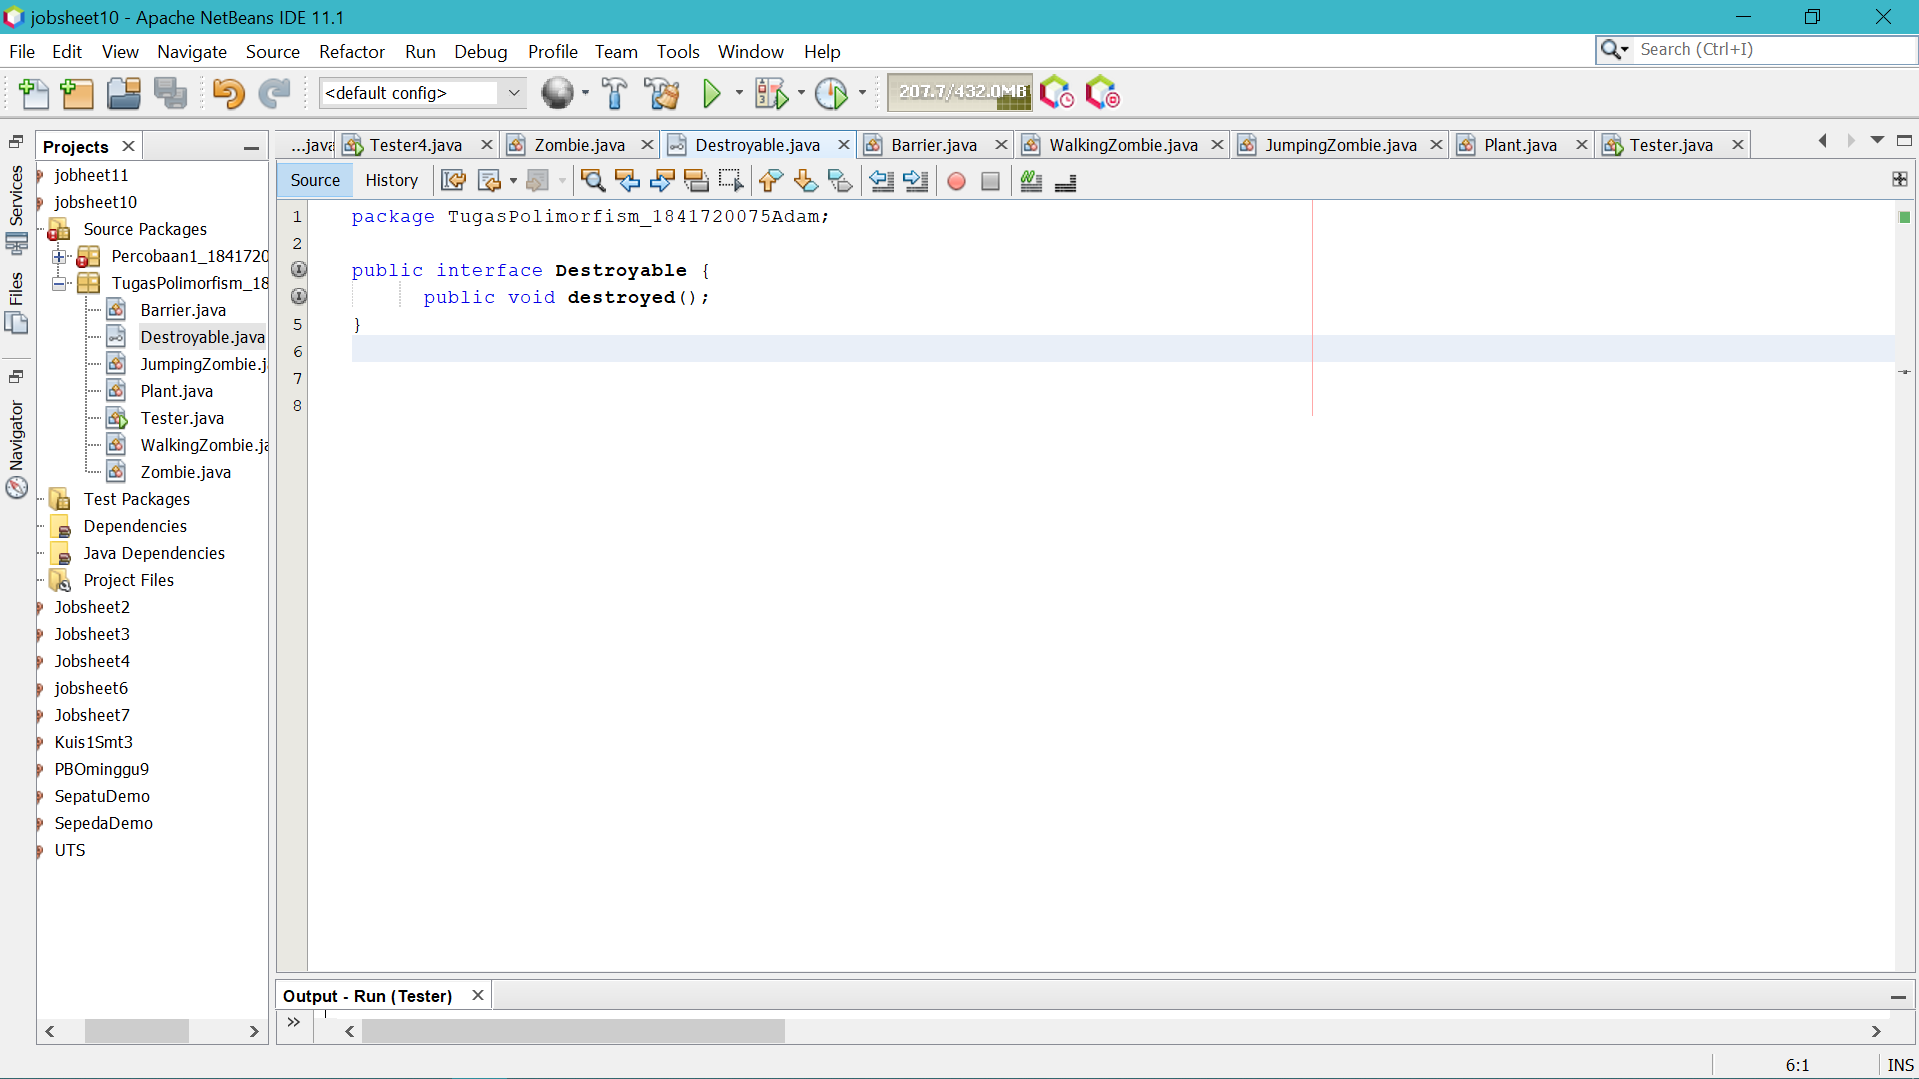 jobsheet10 - Apache NetBeans IDE 11.1
File Edit View Navigate Source Refactor Run Debug Profile Team Tools Window Help
Search (Ctrl+I)
<default config>
207.7/432.0MB
Services
Files
Navigator
Projects
jobheet11
jobsheet10
Source Packages
Percobaan1_184172０
TugasPolimorfism_18
Barrier.java
Destroyable.java
JumpingZombie.j
Plant.java
Tester.java
WalkingZombie.ja
Zombie.java
Test Packages
Dependencies
Java Dependencies
Project Files
Jobsheet2
Jobsheet3
Jobsheet4
jobsheet6
Jobsheet7
Kuis1Smt3
PBOminggu9
SepatuDemo
SepedaDemo
UTS
...java Tester4.java Zombie.java Destroyable.java Barrier.java WalkingZombie.java JumpingZombie.java Plant.java Tester.java
Source History
1 package TugasPolimorfism_1841720075Adam;
2
public interface Destroyable {
public void destroyed();
5 }
6
7
8
Output - Run (Tester)
6:1 INS